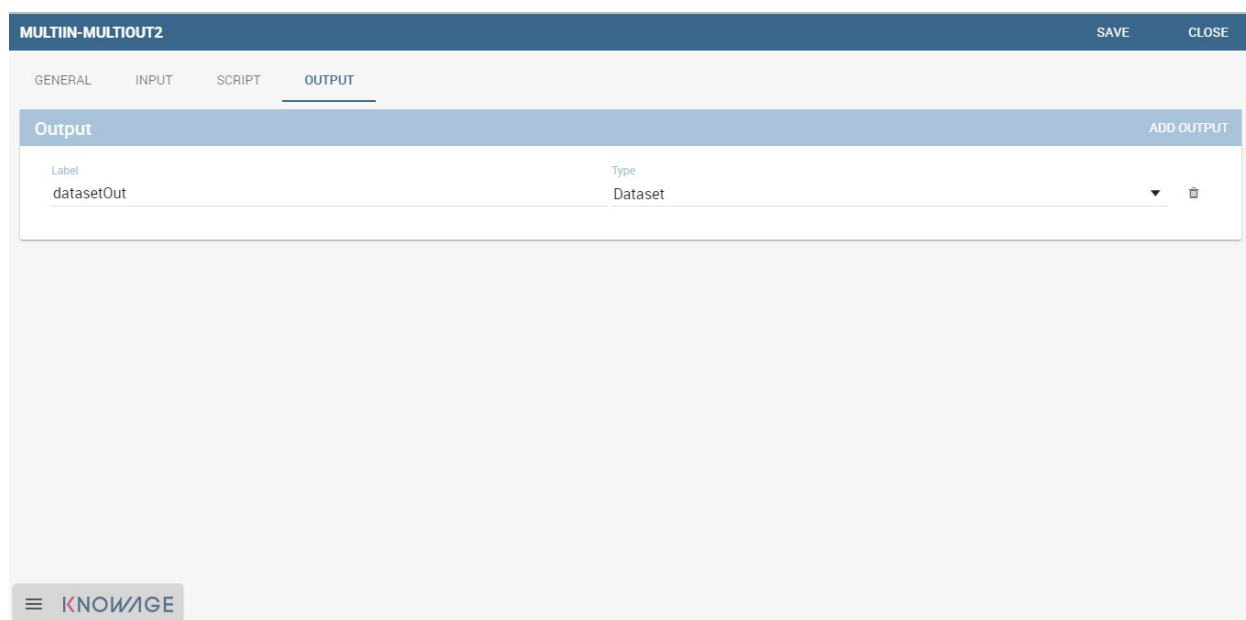 MULTIIN-MULTIOUT2 SAVE CLOSE
GENERAL INPUT SCRIPT OUTPUT
Output ADD OUTPUT
Label Type
datasetOut Dataset
KNOWAGE